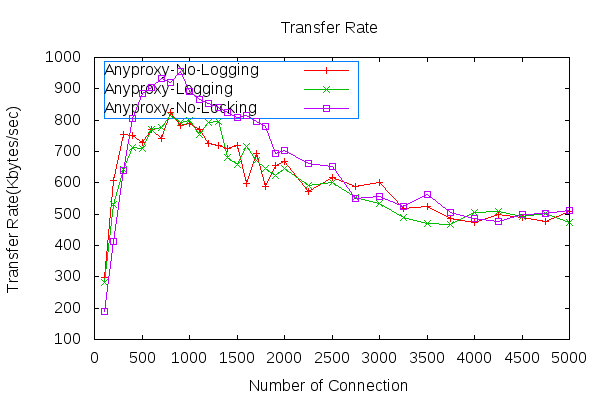 Transfer Rate
Anyproxy-No-Logging
Anyproxy-Logging
Anyproxy-No-Locking
Transfer Rate(Kbytes/sec)
1000
900
800
700
600
500
400
300
200
100
0 500 1000 1500 2000 2500 3000 3500 4000 4500 5000
Number of Connection